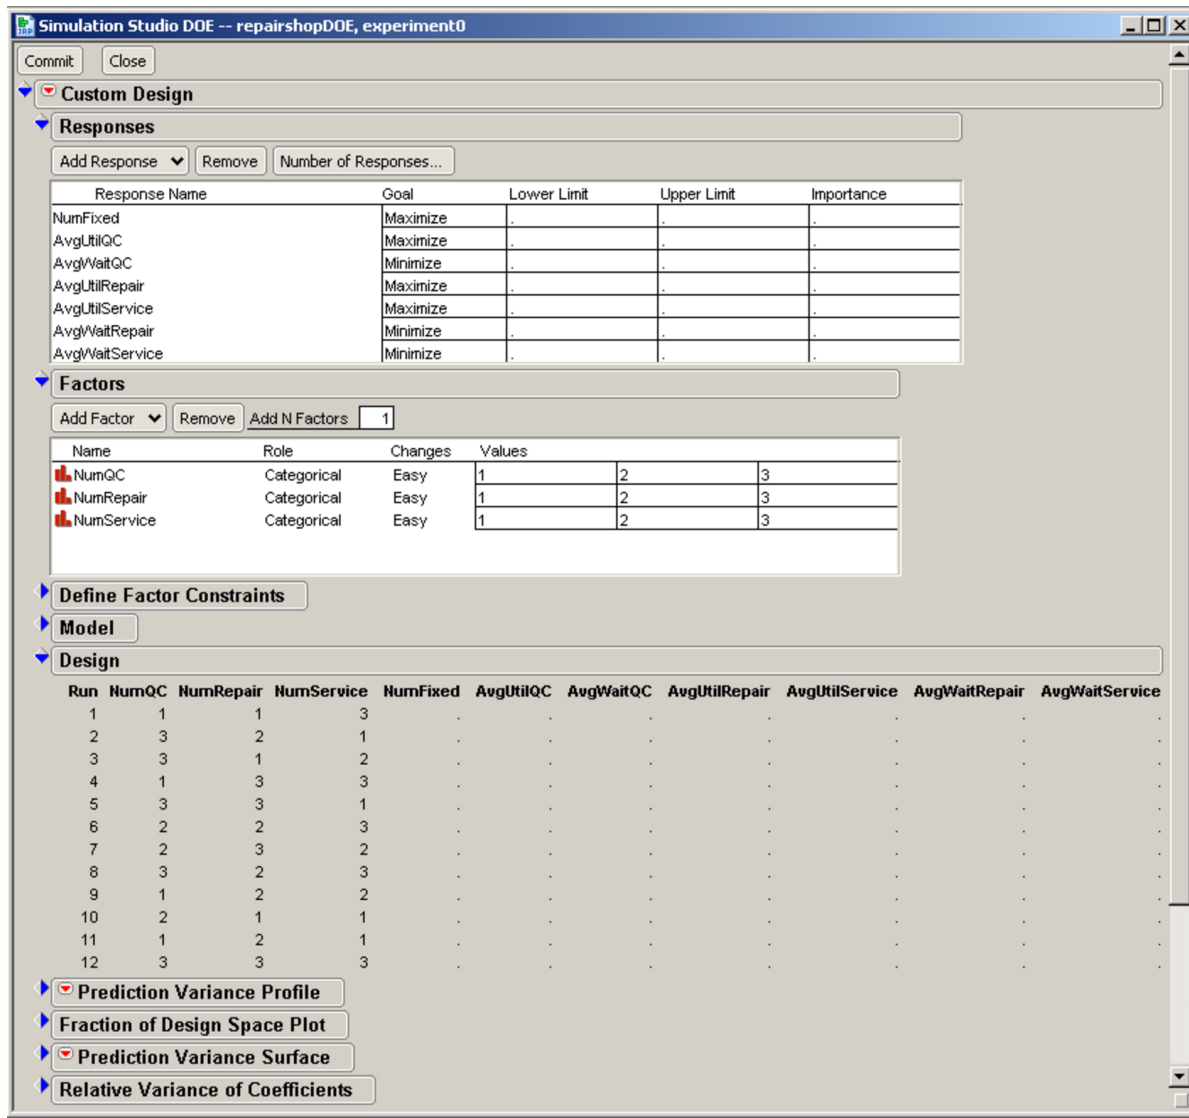 Simulation Studio DOE -- repairshopDOE, experiment0
Commit Close
Custom Design
Responses
Add Response Remove Number of Responses...
Response Name Goal Lower Limit Upper Limit Importance
NumFixed Maximize . . .
AvgUtilQC Maximize . . .
AvgWaitQC Minimize . . .
AvgUtilRepair Maximize . . .
AvgUtilService Maximize . . .
AvgWaitRepair Minimize . . .
AvgWaitService Minimize . . .
Factors
Add Factor Remove Add N Factors 1
Name Role Changes Values
NumQC Categorical Easy 1 2 3
NumRepair Categorical Easy 1 2 3
NumService Categorical Easy 1 2 3
Define Factor Constraints
Model
Design
Run NumQC NumRepair NumService NumFixed AvgUtilQC AvgWaitQC AvgUtilRepair AvgUtilService AvgWaitRepair AvgWaitService
1 1 1 3 . . . . . . .
2 3 2 1 . . . . . . .
3 3 1 2 . . . . . . .
4 1 3 3 . . . . . . .
5 3 3 1 . . . . . . .
6 2 2 3 . . . . . . .
7 2 3 2 . . . . . . .
8 3 2 3 . . . . . . .
9 1 2 2 . . . . . . .
10 2 1 1 . . . . . . .
11 1 2 1 . . . . . . .
12 3 3 3 . . . . . . .
Prediction Variance Profile
Fraction of Design Space Plot
Prediction Variance Surface
Relative Variance of Coefficients